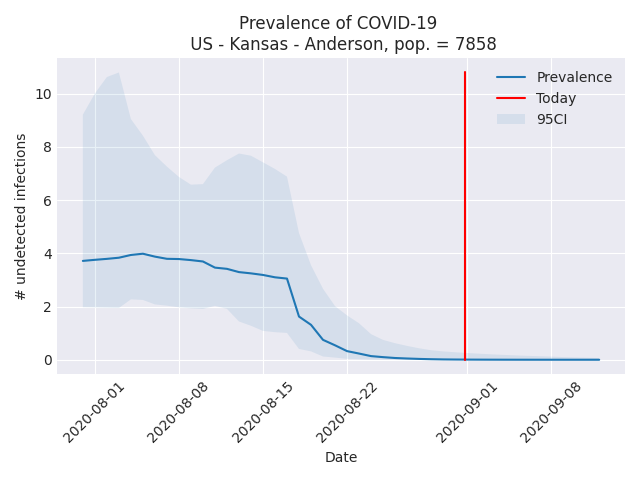 Prevalence of COVID-19
US - Kansas - Anderson, pop. = 7858
Prevalence
Today
95CI
10
8
6
4
2
0
# undetected infections
2020-08-01
2020-08-08
2020-08-15
2020-08-22
2020-09-01
2020-09-08
Date